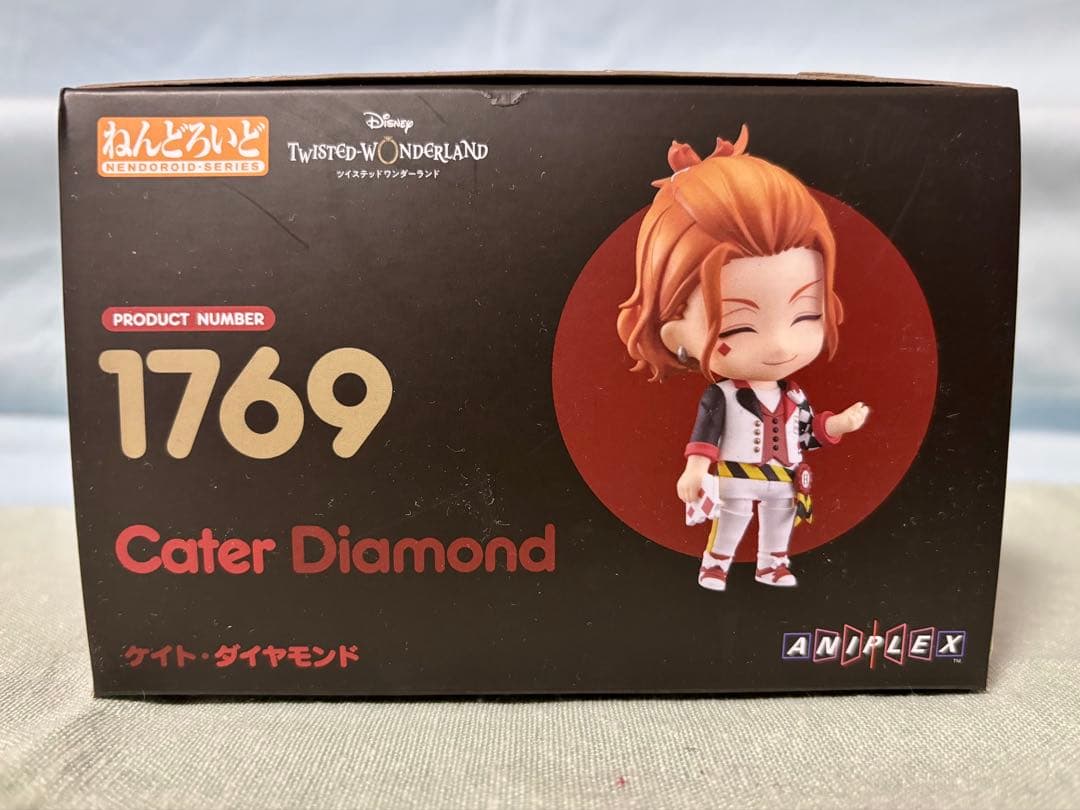 ねんどろいど
NENDOROID·SERIES
Disney
TWISTED-WONDERLAND
ツイステッドワンダーランド
PRODUCT NUMBER
1769
Cater Diamond
ケイト・ダイヤモンド
ANIPLEX
TM